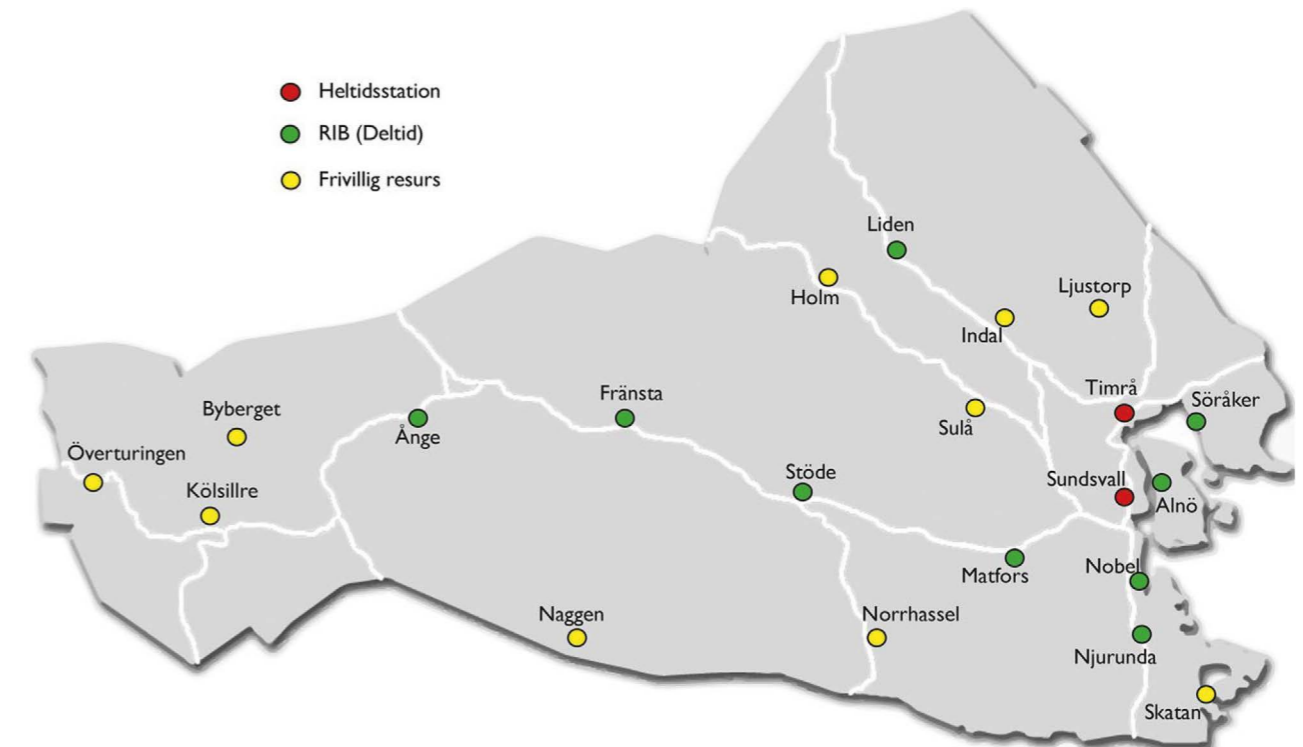 Heltidsstation
RIB (Deltid)
Frivillig resurs
Liden
Holm
Ljustorp
Indal
Timrå
Söråker
Fränsta
Byberget
Ånge
Sulå
Överturingen
Stöde
Sundsvall
Kölsillre
Alnö
Matfors
Nobel
Naggen
Norrhassel
Njurunda
Skatan